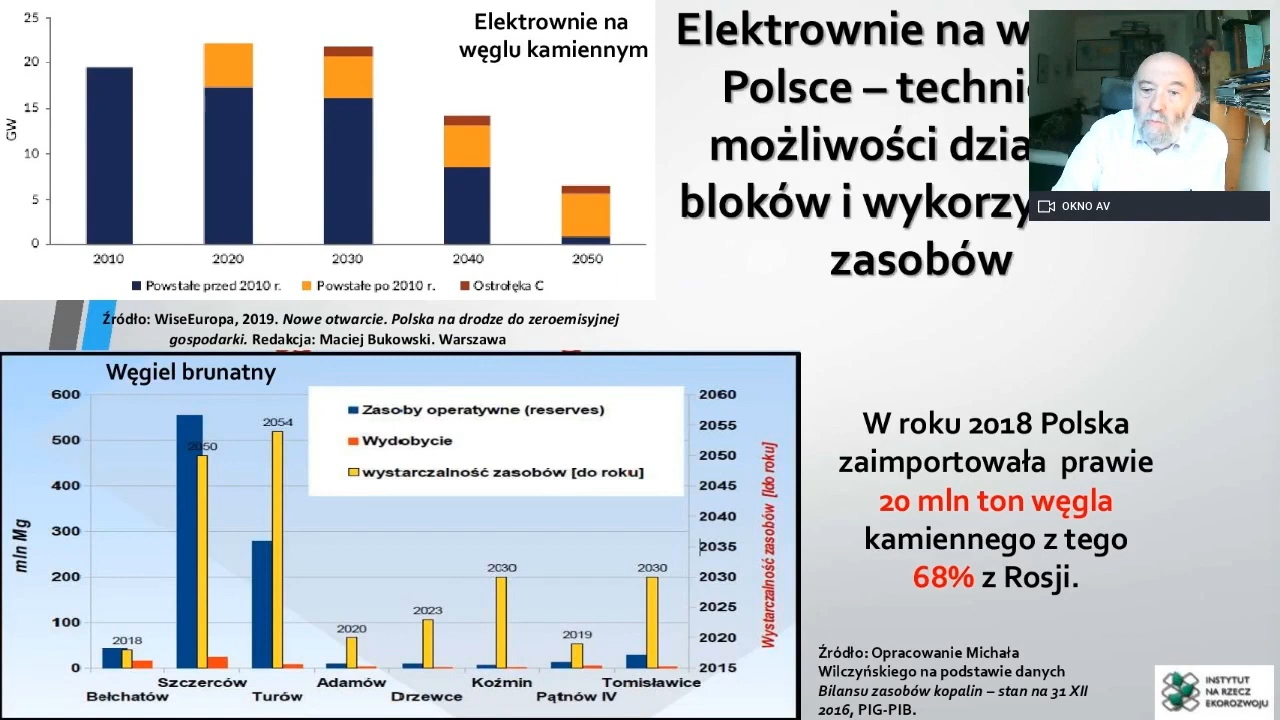 Elektrownie na
węglu kamiennym
25
20
15
10
5
0
GW
2010
2020
2030
2040
2050
Powstałe przed 2010 r.
Powstałe po 2010 r.
Ostrołęka C
Źródło: WiseEuropa, 2019. Nowe otwarcie. Polska na drodze do zeroemisyjnej
gospodarki. Redakcja: Maciej Bukowski. Warszawa
Elektrownie na w
Polsce – techni
możliwości dzia
bloków i wykorzy
zasobów
OKNO AV
Węgiel brunatny
600
500
400
300
200
100
0
mln Mg
Zasoby operatywne (reserves)
Wydobycie
wystarczalność zasobów [do roku]
2018
2050
2054
2020
2023
2030
2019
2030
2060
2055
2050
2045
2040
2035
2030
2025
2020
2015
Wystarczalność zasobów [do roku]
Bełchatów
Szczerców
Turów
Adamów
Drzewce
Koźmin
Pątnów IV
Tomisławice
W roku 2018 Polska
zaimportowała prawie
20 mln ton węgla
kamiennego z tego
68% z Rosji.
Źródło: Opracowanie Michała
Wilczyńskiego na podstawie danych
Bilansu zasobów kopalin – stan na 31 XII
2016, PIG-PIB.
INSTYTUT
NA RZECZ
EKOROZWOJU